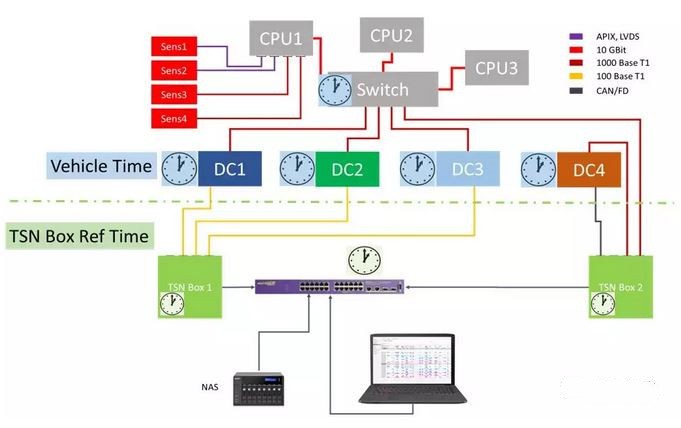 CPU1
CPU2
CPU3
Switch
Sens1
Sens2
Sens3
Sens4
APIX, LVDS
10 GBit
1000 Base T1
100 Base T1
CAN/FD
Vehicle Time
DC1
DC2
DC3
DC4
TSN Box Ref Time
TSN Box 1
TSN Box 2
NAS